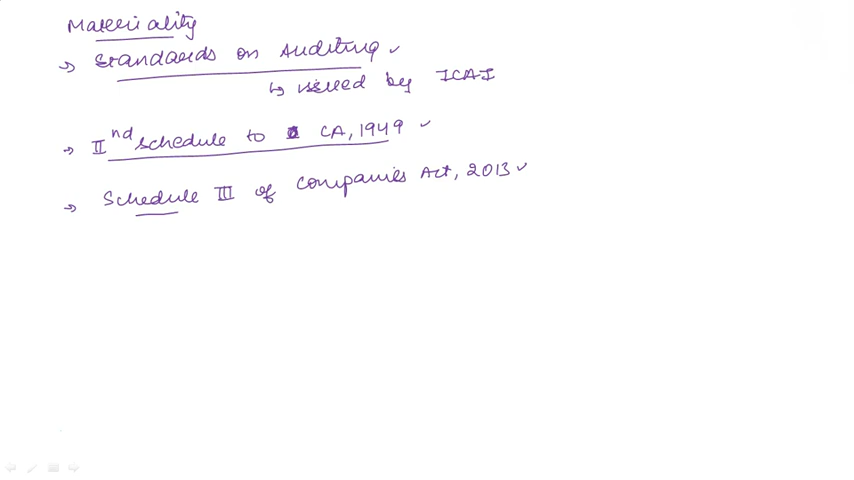 Materiality
→ Standards on Auditing ✓
↳ issued by ICAI
→ IInd schedule to CA, 1949 ✓
→ Schedule III of Companies Act, 2013 ✓